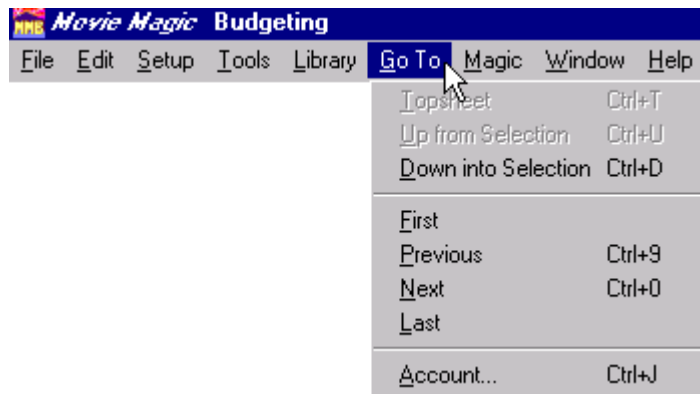 MMB Movie Magic Budgeting
File Edit Setup Tools Library Go To Magic Window Help
Topsheet Ctrl+T
Up from Selection Ctrl+U
Down into Selection Ctrl+D
First
Previous Ctrl+9
Next Ctrl+0
Last
Account... Ctrl+J